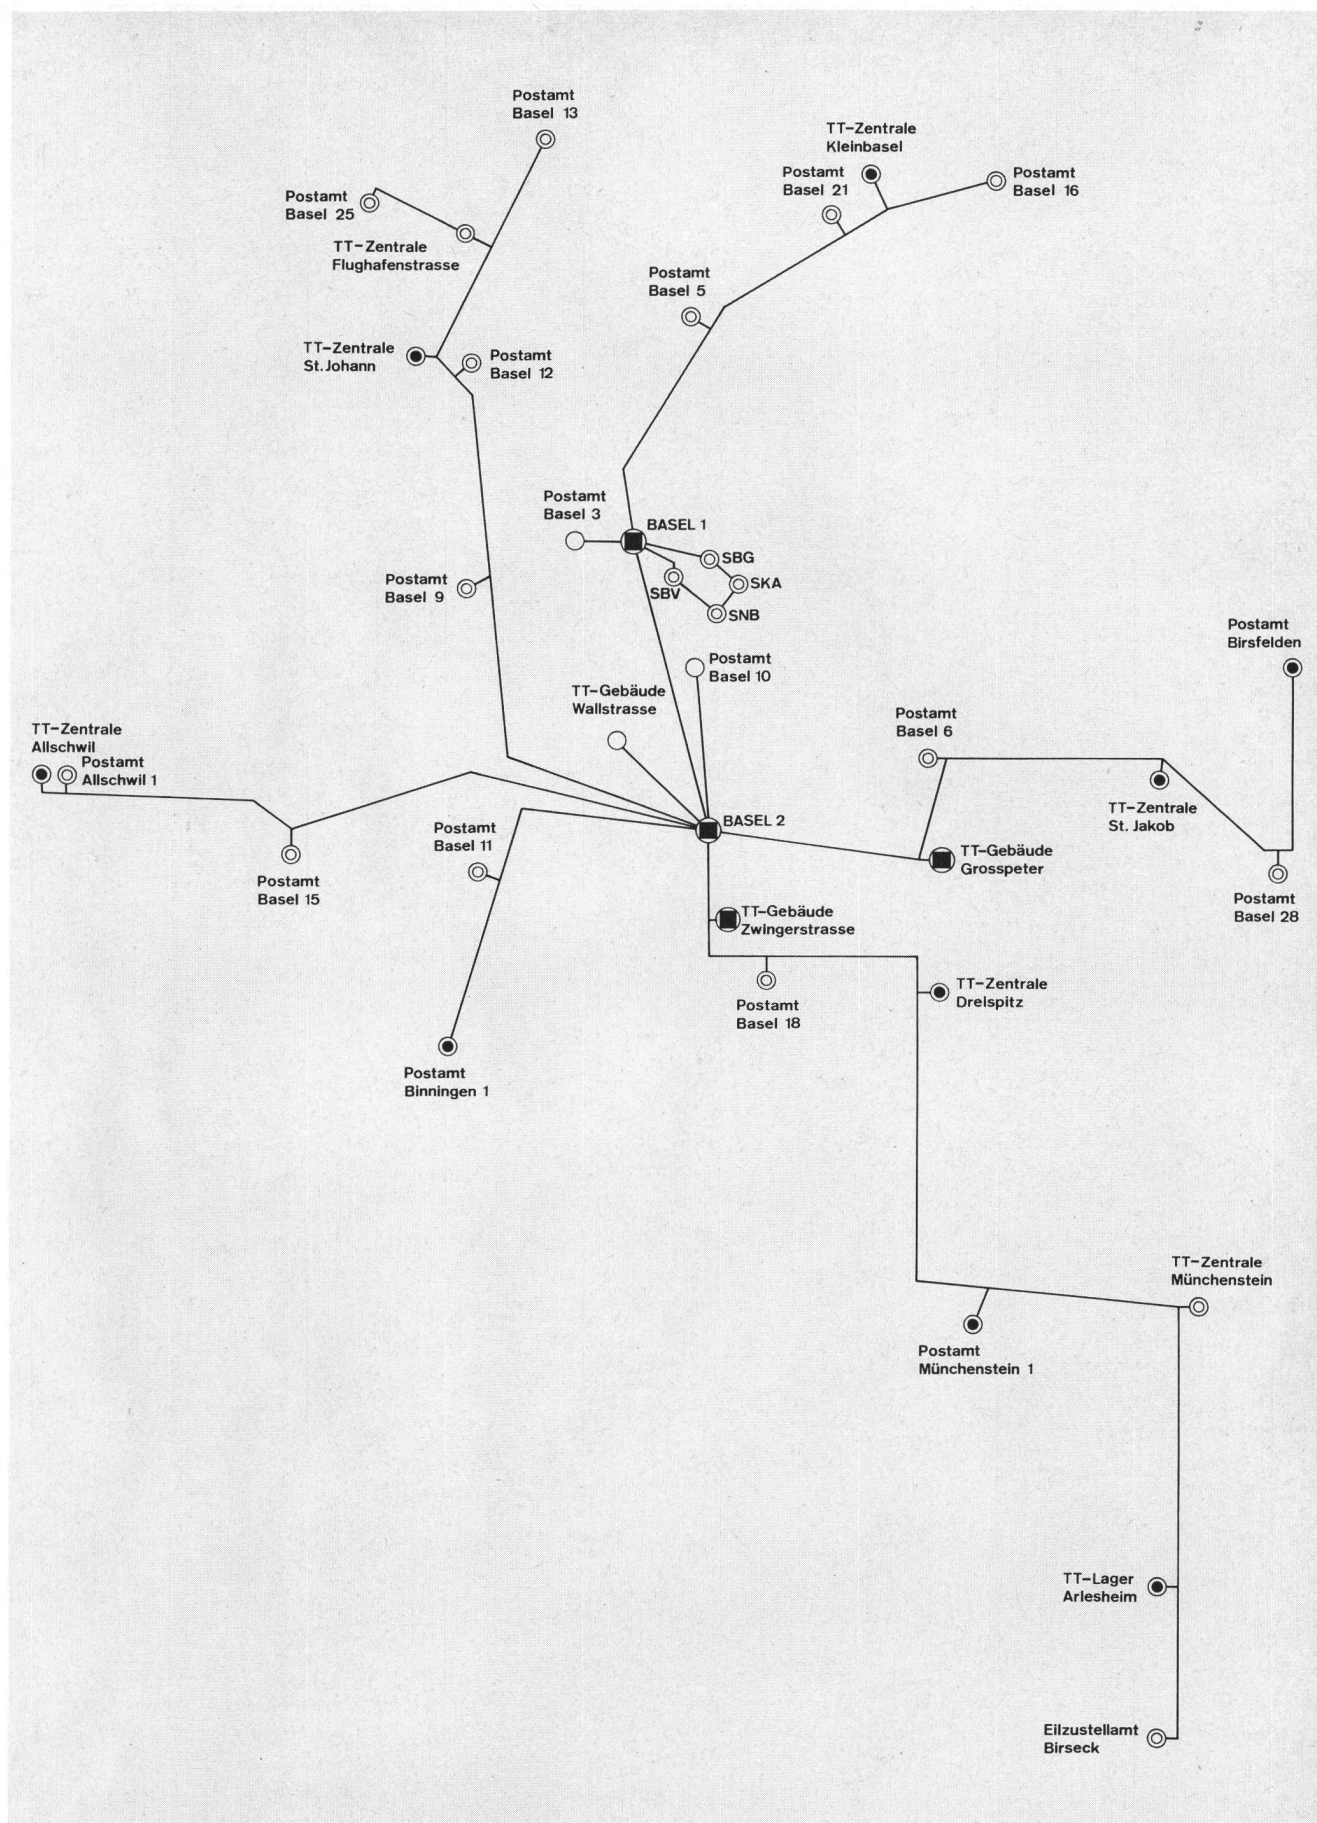 Postamt
Basel 13
TT-Zentrale
Kleinbasel
Postamt
Basel 21
Postamt
Basel 16
Postamt
Basel 25
TT-Zentrale
Flughafenstrasse
Postamt
Basel 5
TT-Zentrale
St. Johann
Postamt
Basel 12
Postamt
Basel 3
BASEL 1
SBG
SKA
SBV
SNB
Postamt
Basel 9
Postamt
Birsfelden
Postamt
Basel 10
TT-Gebäude
Wallstrasse
Postamt
Basel 6
TT-Zentrale
Allschwil
Postamt
Allschwil 1
TT-Zentrale
St. Jakob
BASEL 2
Postamt
Basel 11
TT-Gebäude
Grosspeter
Postamt
Basel 15
Postamt
Basel 28
TT-Gebäude
Zwingerstrasse
TT-Zentrale
Dreispitz
Postamt
Basel 18
Postamt
Binningen 1
TT-Zentrale
Münchenstein
Postamt
Münchenstein 1
TT-Lager
Arlesheim
Eilzustellamt
Birseck